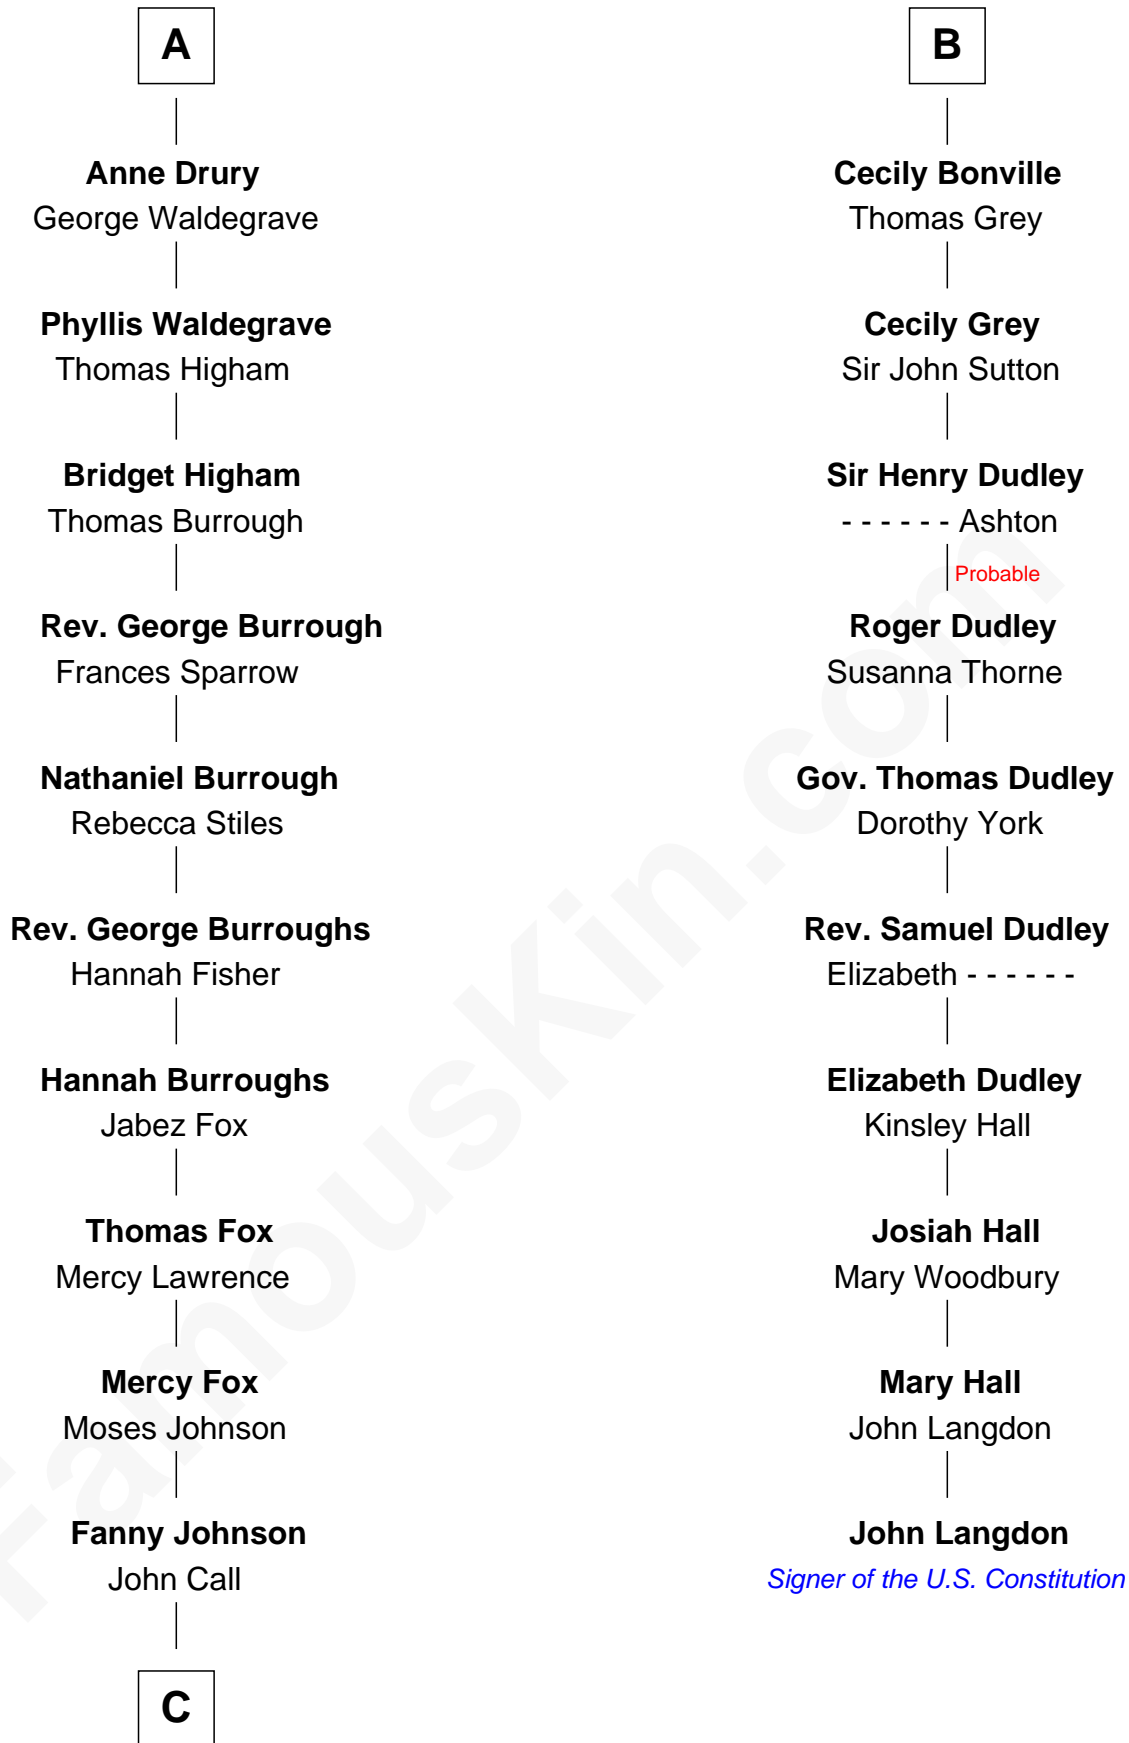 A
Anne Drury
George Waldegrave
Phyllis Waldegrave
Thomas Higham
Bridget Higham
Thomas Burrough
Rev. George Burrough
Frances Sparrow
Nathaniel Burrough
Rebecca Stiles
Rev. George Burroughs
Hannah Fisher
Hannah Burroughs
Jabez Fox
Thomas Fox
Mercy Lawrence
Mercy Fox
Moses Johnson
Fanny Johnson
John Call
C
B
Cecily Bonville
Thomas Grey
Cecily Grey
Sir John Sutton
Sir Henry Dudley
- - - - - - Ashton
Probable
Roger Dudley
Susanna Thorne
Gov. Thomas Dudley
Dorothy York
Rev. Samuel Dudley
Elizabeth - - - - - -
Elizabeth Dudley
Kinsley Hall
Josiah Hall
Mary Woodbury
Mary Hall
John Langdon
John Langdon
Signer of the U.S. Constitution
FamousKin.com